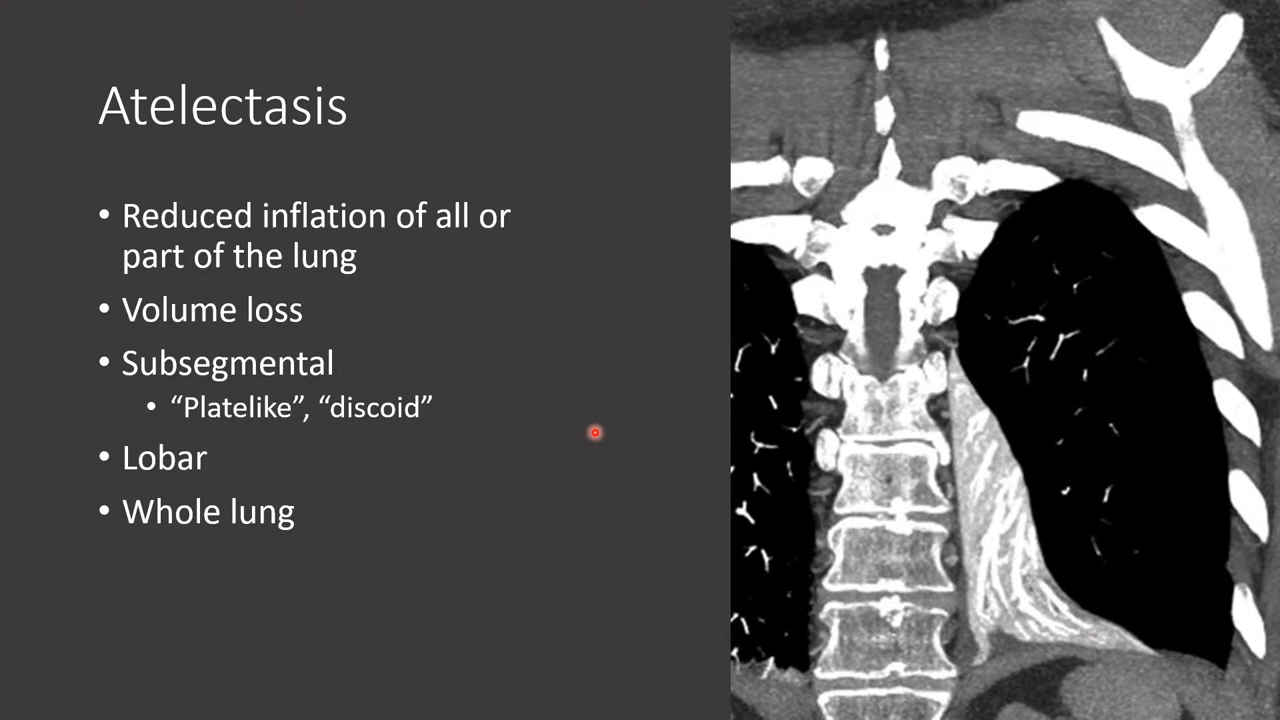 Atelectasis
• Reduced inflation of all or
part of the lung
• Volume loss
• Subsegmental
• “Platelike”, “discoid”
• Lobar
• Whole lung